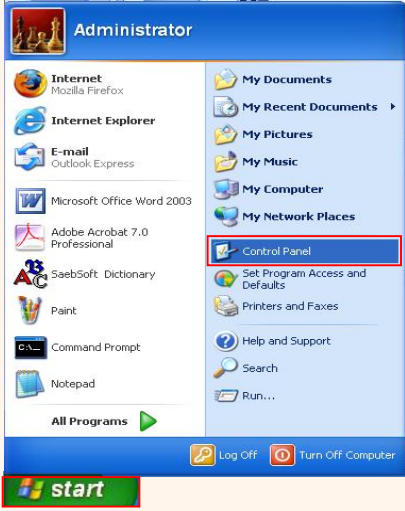 Administrator
Internet
Mozilla Firefox
Internet Explorer
E-mail
Outlook Express
Microsoft Office Word 2003
Adobe Acrobat 7.0
Professional
SaebSoft Dictionary
Paint
Command Prompt
Notepad
All Programs
My Documents
My Recent Documents
My Pictures
My Music
My Computer
My Network Places
Control Panel
Set Program Access and
Defaults
Printers and Faxes
Help and Support
Search
Run...
Log Off
Turn Off Computer
start